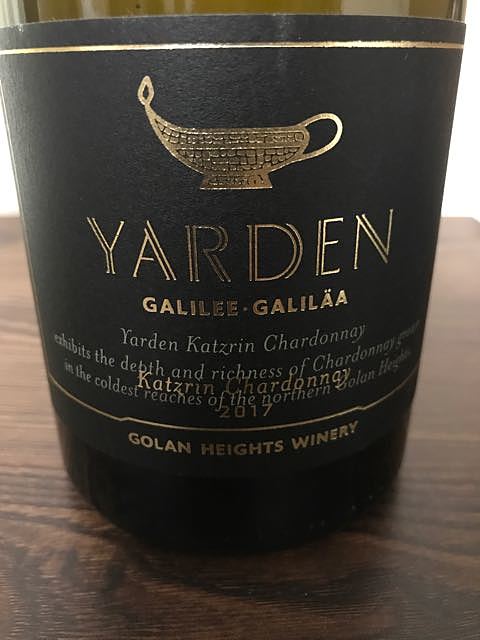 YARDEN
GALILEE · GALILÄA
Yarden Katzrin Chardonnay
exhibits the depth and richness of Chardonnay grown
in the coldest reaches of the northern Golan Heights.
Katzrin Chardonnay
2017
GOLAN HEIGHTS WINERY